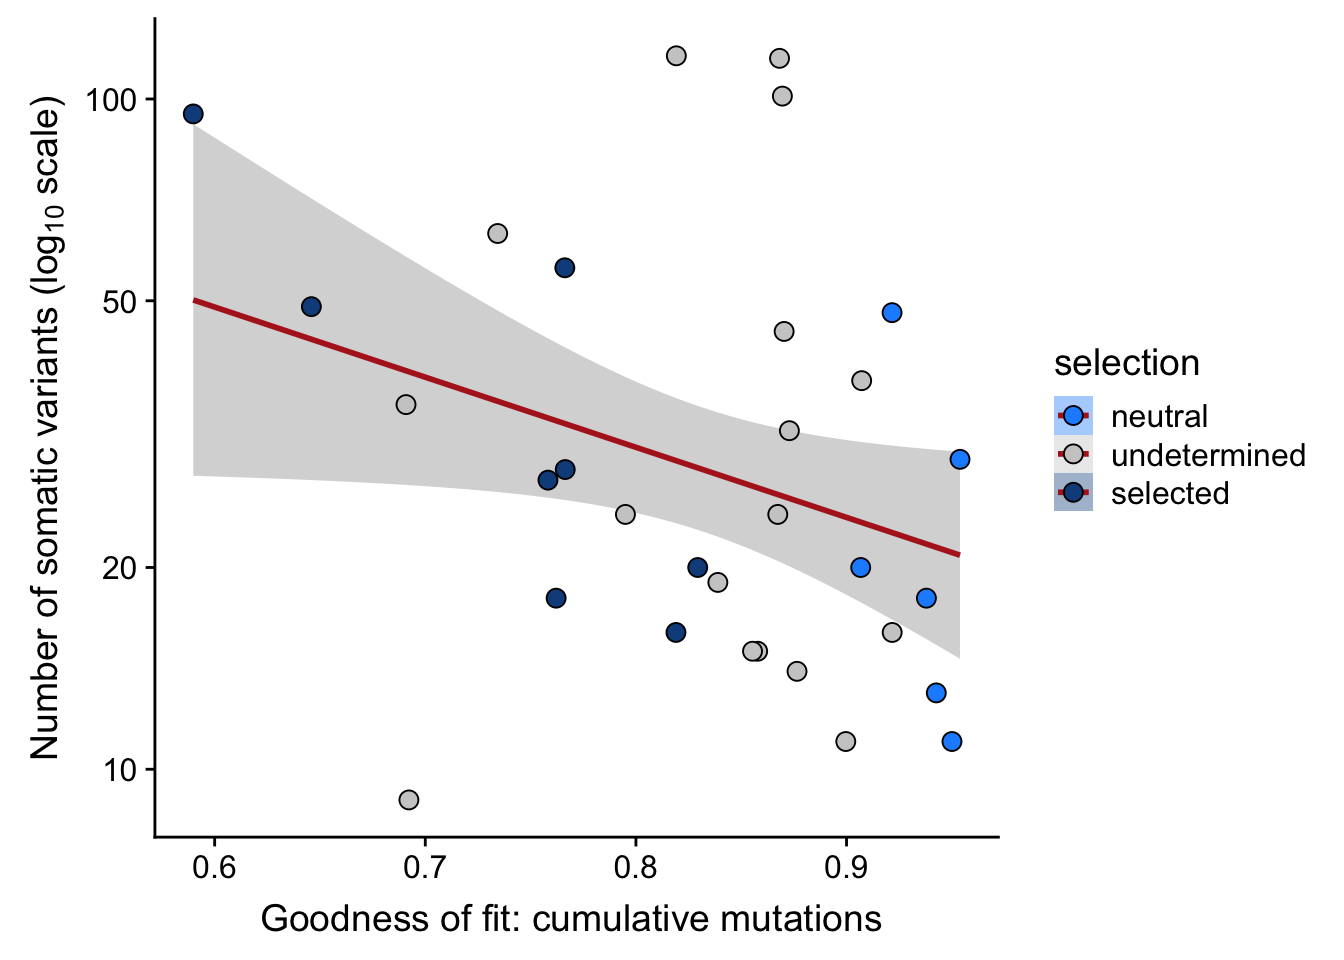 Number of somatic variants (log₁₀ scale)
100
50
20
10
0.6 0.7 0.8 0.9
Goodness of fit: cumulative mutations
selection
neutral
undetermined
selected